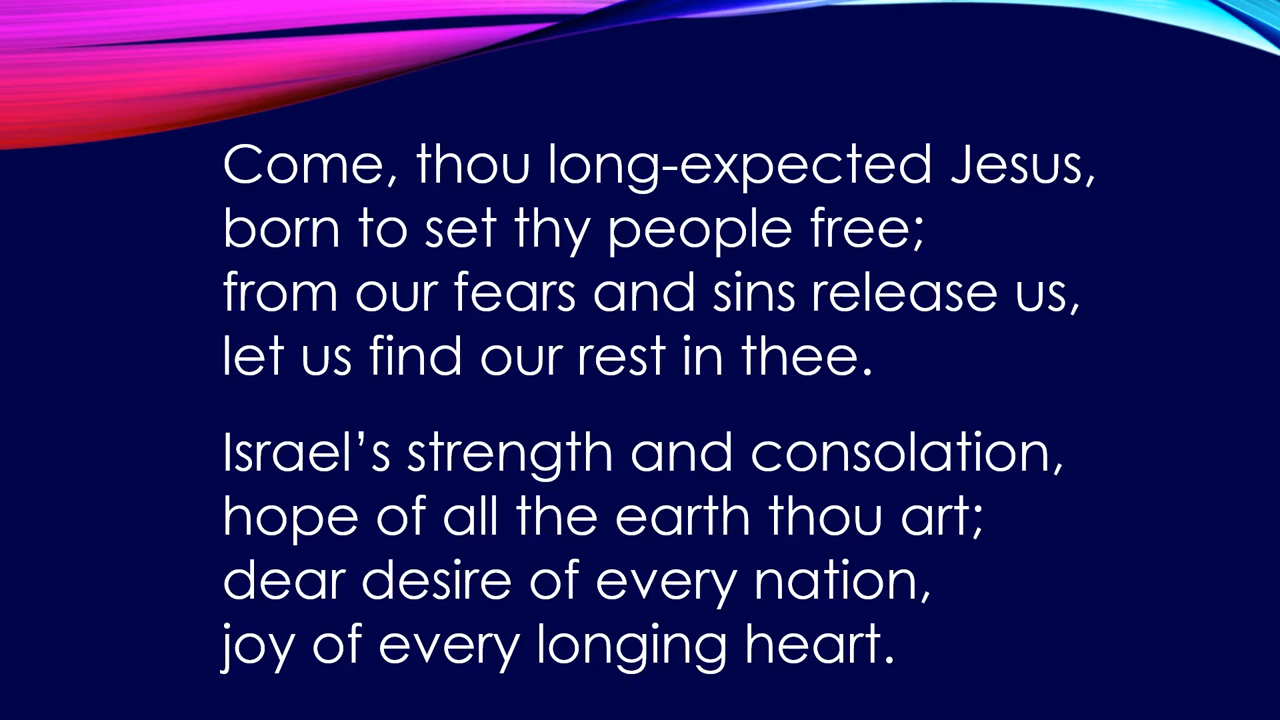 Come, thou long-expected Jesus,
born to set thy people free;
from our fears and sins release us,
let us find our rest in thee.
Israel’s strength and consolation,
hope of all the earth thou art;
dear desire of every nation,
joy of every longing heart.